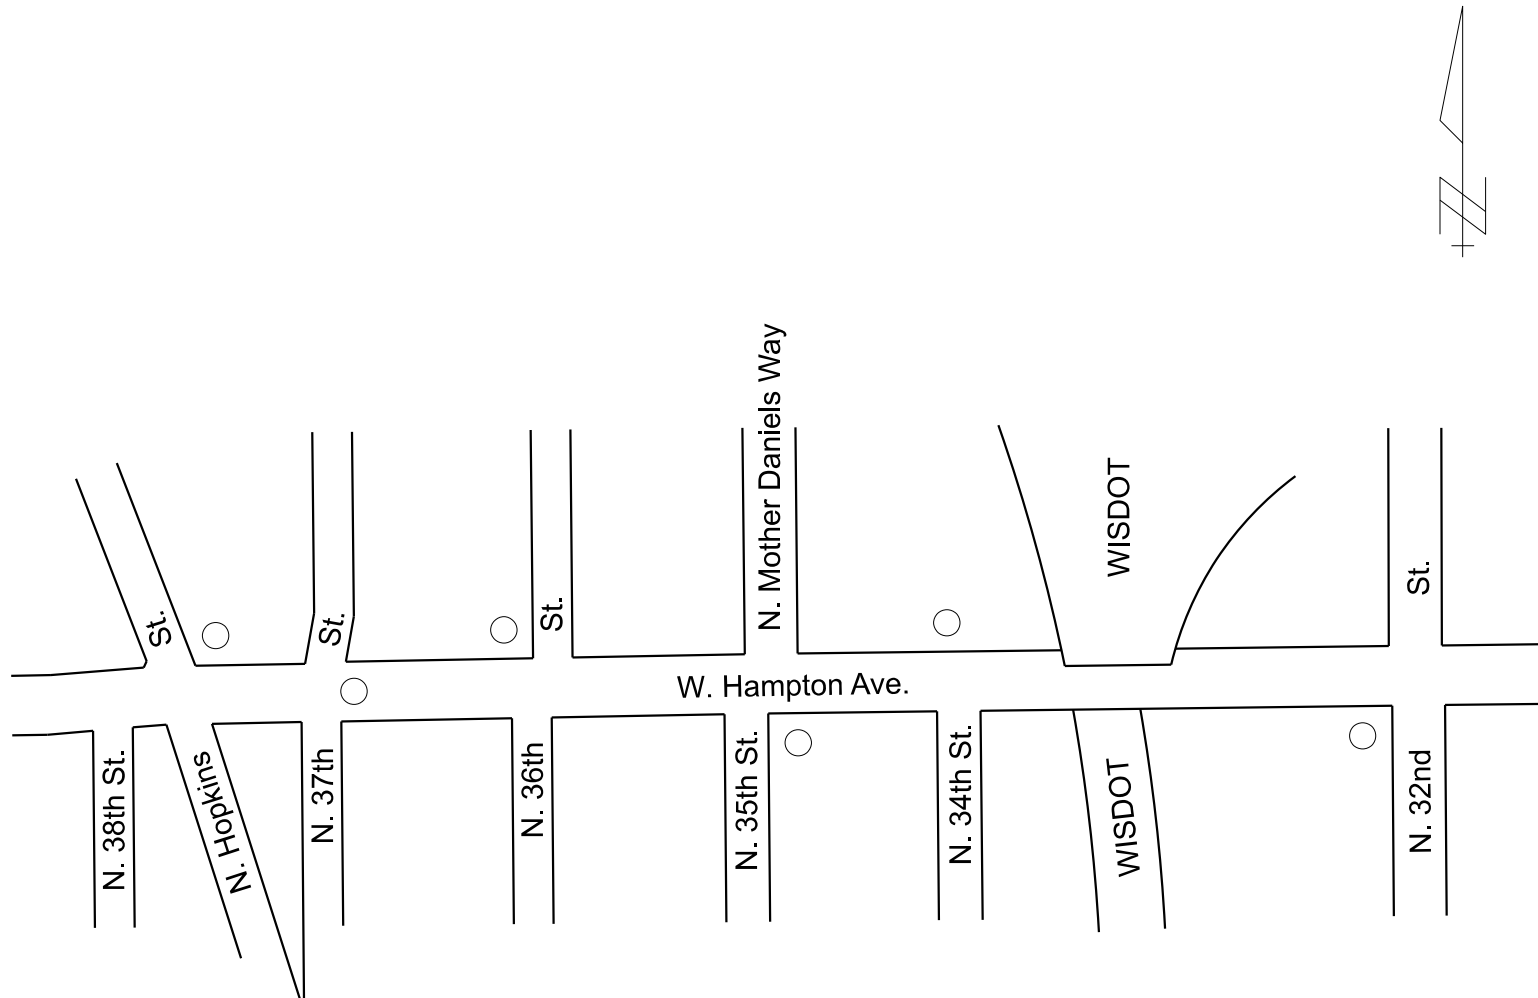 N. Mother Daniels Way
WISDOT
St.
St.
St.
St.
W. Hampton Ave.
N. 38th St.
N. Hopkins
N. 37th
N. 36th
N. 35th St.
N. 34th St.
WISDOT
N. 32nd
N